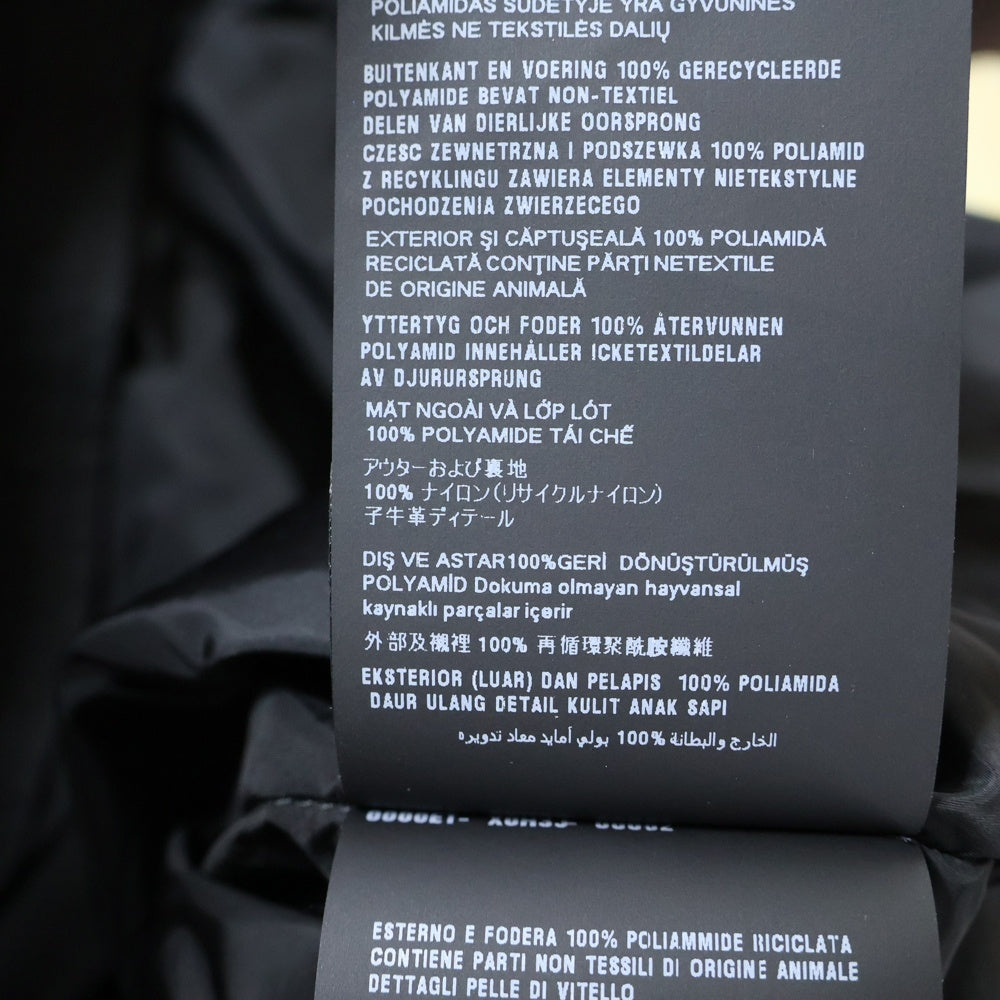 POLIAMIDAS SUDĖTYJE YRA GYVŪNINĖS
KILMĖS NE TEKSTILĖS DALIŲ
BUITENKANT EN VOERING 100% GERECYCLEERDE
POLYAMIDE BEVAT NON-TEXTIEL
DELEN VAN DIERLIJKE OORSPRONG
CZESC ZEWNETRZNA I PODSZEWKA 100% POLIAMID
Z RECYKLINGU ZAWIERA ELEMENTY NIETEKSTYLNE
POCHODZENIA ZWIERZECEGO
EXTERIOR ŞI CĂPTUŞEALĂ 100% POLIAMIDĂ
RECICLATĂ CONŢINE PĂRŢI NETEXTILE
DE ORIGINE ANIMALĂ
YTTERTYG OCH FODER 100% ÅTERVUNNEN
POLYAMID INNEHÅLLER ICKETEXTILDELAR
AV DJURURSPRUNG
MẶT NGOÀI VÀ LỚP LÓT
100% POLYAMIDE TÁI CHẾ
アウターおよび裏地
100% ナイロン(リサイクルナイロン)
子牛革ディテール
DIŞ VE ASTAR100%GERİ DÖNÜŞTÜRÜLMÜŞ
POLYAMİD Dokuma olmayan hayvansal
kaynaklı parçalar içerir
外部及襯裡 100% 再循環聚酰胺纖維
EKSTERIOR (LUAR) DAN PELAPIS 100% POLIAMIDA
DAUR ULANG DETAIL KULIT ANAK SAPI
الخارج والبطانة 100% بولي أمايد معاد تدويره
ESTERNO E FODERA 100% POLIAMMIDE RICICLATA
CONTIENE PARTI NON TESSILI DI ORIGINE ANIMALE
DETTAGLI PELLE DI VITELLO